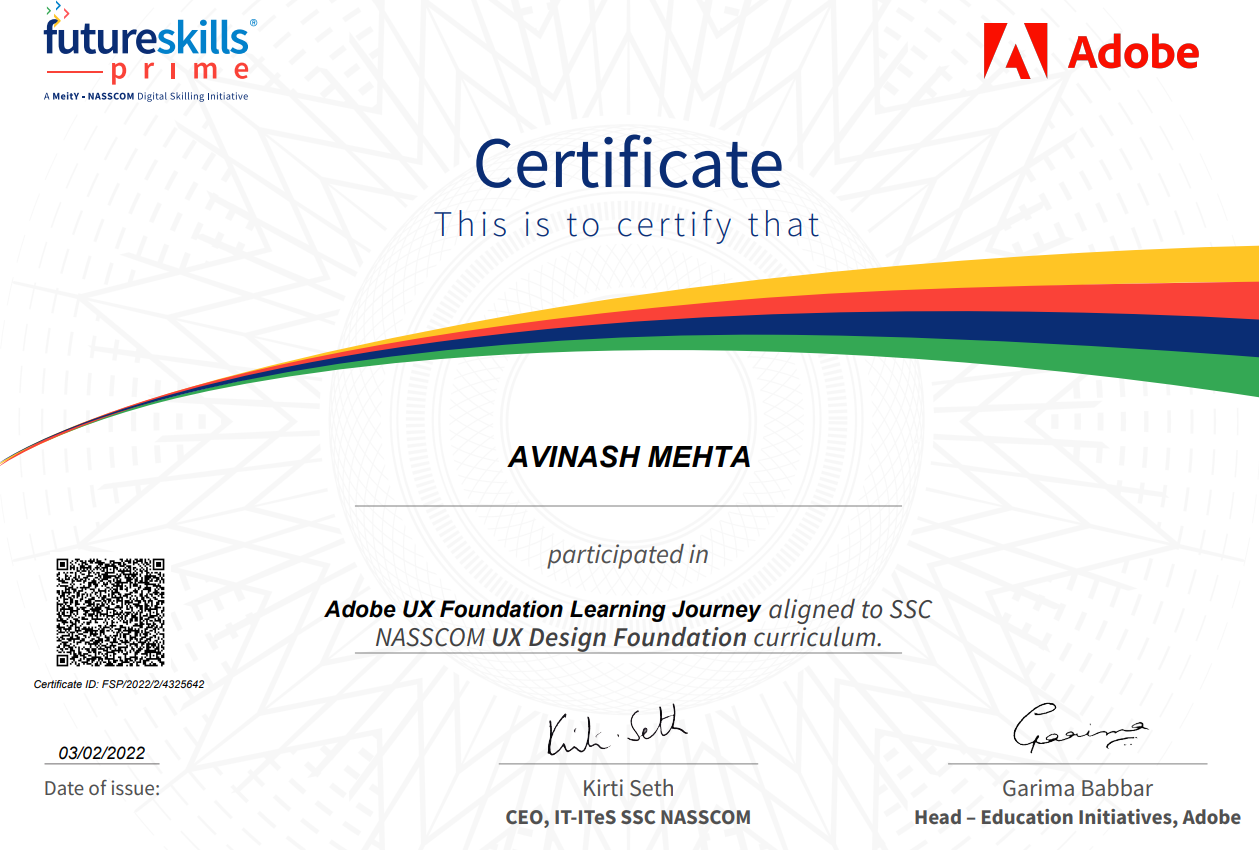 futureskills®
prime
A MeitY - NASSCOM Digital Skilling Initiative
Adobe
Certificate
This is to certify that
AVINASH MEHTA
participated in
Adobe UX Foundation Learning Journey aligned to SSC
NASSCOM UX Design Foundation curriculum.
Certificate ID: FSP/2022/2/4325642
03/02/2022
Date of issue:
Kirti Seth
Kirti Seth
CEO, IT-ITeS SSC NASSCOM
Garima
Garima Babbar
Head – Education Initiatives, Adobe